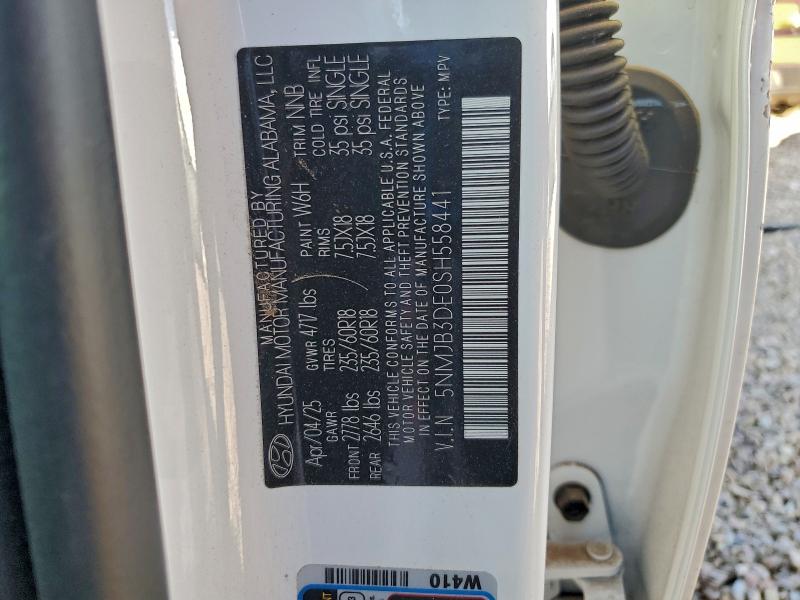 MANUFACTURED BY
HYUNDAI MOTOR MANUFACTURING ALABAMA, LLC
Apr/04/25 GVWR 4717 lbs PAINT W6H TRIM NNB
GAWR TIRES RIMS COLD TIRE INFL
FRONT 2778 lbs 235/60R18 7.5JX18 35 psi SINGLE
REAR 2646 lbs 235/60R18 7.5JX18 35 psi SINGLE
THIS VEHICLE CONFORMS TO ALL APPLICABLE U.S.A. FEDERAL
MOTOR VEHICLE SAFETY AND THEFT PREVENTION STANDARDS
IN EFFECT ON THE DATE OF MANUFACTURE SHOWN ABOVE
V.I.N 5NMJB3DE0SH558441 TYPE: MPV
W410